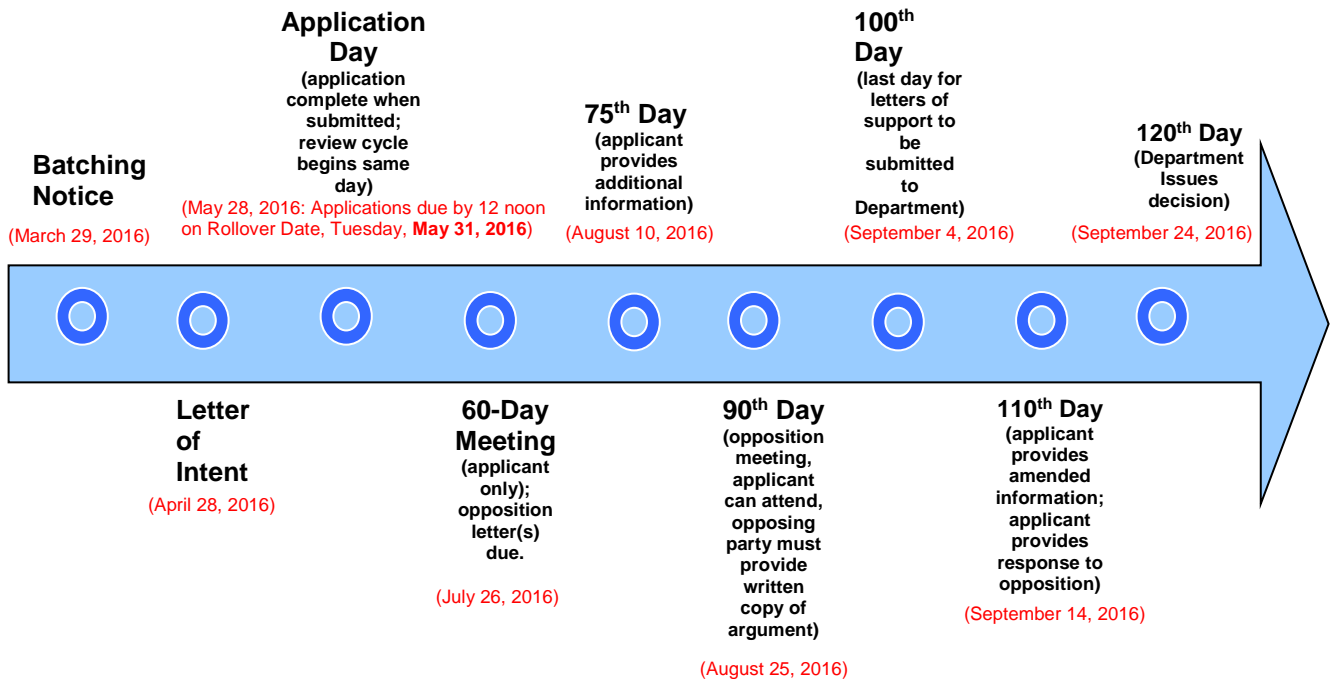 Batching
Notice
(March 29, 2016)
Letter
of
Intent
(April 28, 2016)
Application
Day
(application
complete when
submitted;
review cycle
begins same
day)
(May 28, 2016: Applications due by 12 noon
on Rollover Date, Tuesday, May 31, 2016)
60-Day
Meeting
(applicant
only);
opposition
letter(s)
due.
(July 26, 2016)
75th Day
(applicant
provides
additional
information)
(August 10, 2016)
90th Day
(opposition
meeting,
applicant
can attend,
opposing
party must
provide
written
copy of
argument)
(August 25, 2016)
100th
Day
(last day for
letters of
support to
be
submitted
to
Department)
(September 4, 2016)
110th Day
(applicant
provides
amended
information;
applicant
provides
response to
opposition)
(September 14, 2016)
120th Day
(Department
Issues
decision)
(September 24, 2016)